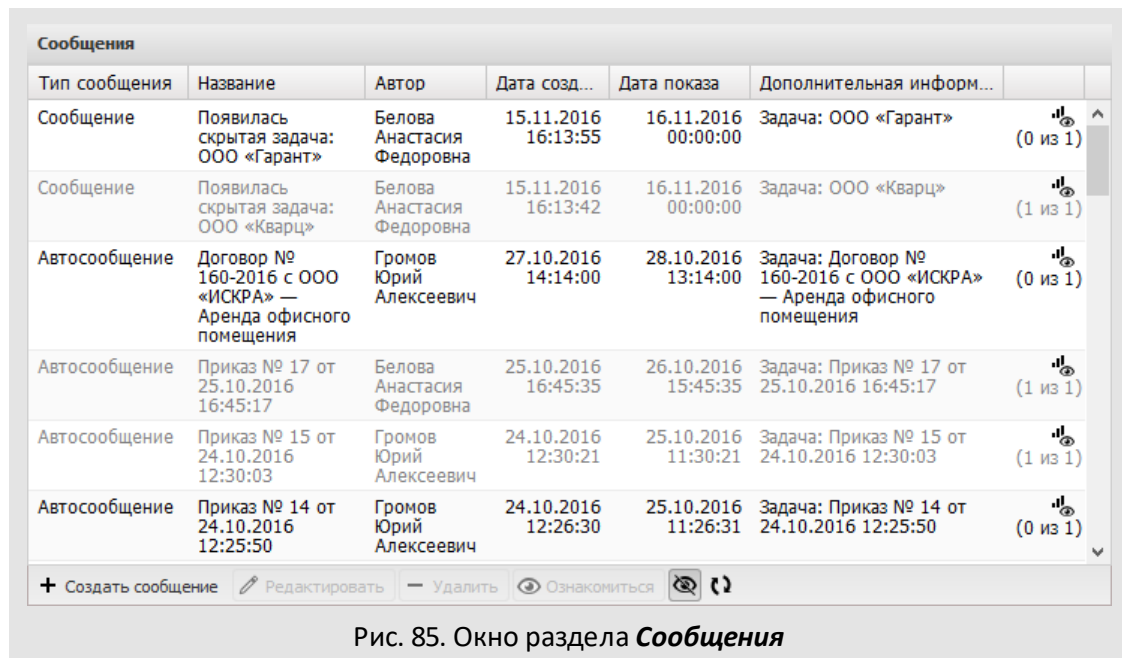 Сообщения
Тип сообщения Название Автор Дата созд... Дата показа Дополнительная информ...
Сообщение Появилась Белова 15.11.2016 16.11.2016 Задача: ООО «Гарант»
скрытая задача: Анастасия 16:13:55 00:00:00 (0 из 1)
ООО «Гарант» Федоровна
Сообщение Появилась Белова 15.11.2016 16.11.2016 Задача: ООО «Кварц»
скрытая задача: Анастасия 16:13:42 00:00:00 (1 из 1)
ООО «Кварц» Федоровна
Автосообщение Договор № Громов 27.10.2016 28.10.2016 Задача: Договор №
160-2016 с ООО Юрий 14:14:00 13:14:00 160-2016 с ООО «ИСКРА» (0 из 1)
«ИСКРА» — Алексеевич — Аренда офисного
Аренда офисного помещения
помещения
Автосообщение Приказ № 17 от Белова 25.10.2016 26.10.2016 Задача: Приказ № 17 от
25.10.2016 Анастасия 16:45:35 15:45:35 25.10.2016 16:45:17 (1 из 1)
16:45:17 Федоровна
Автосообщение Приказ № 15 от Громов 24.10.2016 25.10.2016 Задача: Приказ № 15 от
24.10.2016 Юрий 12:30:21 11:30:21 24.10.2016 12:30:03 (1 из 1)
12:30:03 Алексеевич
Автосообщение Приказ № 14 от Громов 24.10.2016 25.10.2016 Задача: Приказ № 14 от
24.10.2016 Юрий 12:26:30 11:26:31 24.10.2016 12:25:50 (0 из 1)
12:25:50 Алексеевич
Создать сообщение Редактировать Удалить Ознакомиться
Рис. 85. Окно раздела Сообщения